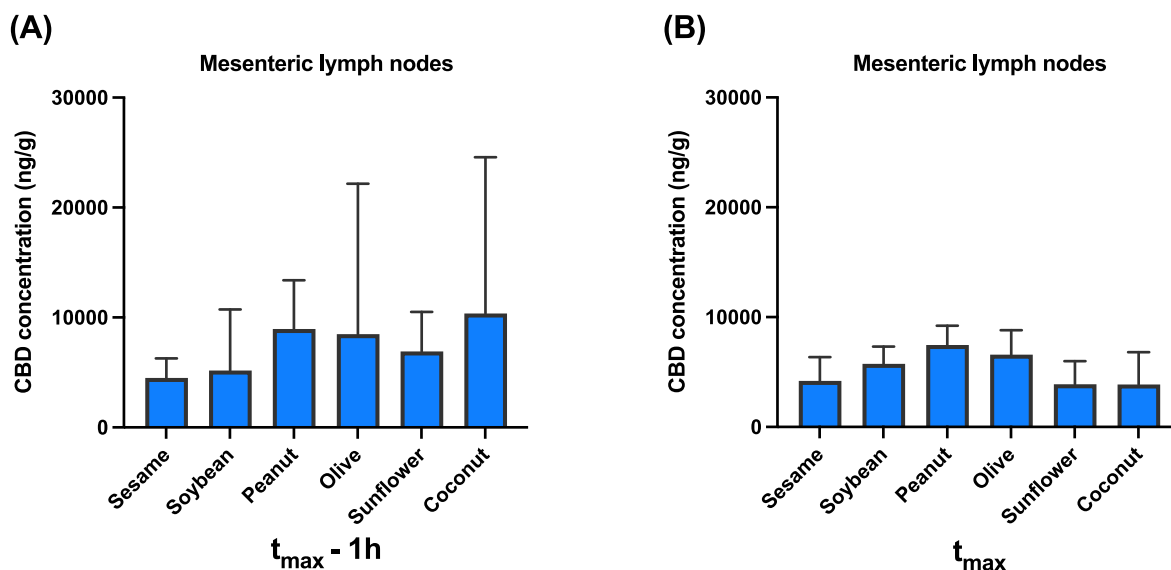 (A)
Mesenteric lymph nodes
CBD concentration (ng/g)
30000
20000
10000
0
Sesame
Soybean
Peanut
Olive
Sunflower
Coconut
tmax - 1h
(B)
Mesenteric lymph nodes
CBD concentration (ng/g)
30000
20000
10000
0
Sesame
Soybean
Peanut
Olive
Sunflower
Coconut
tmax